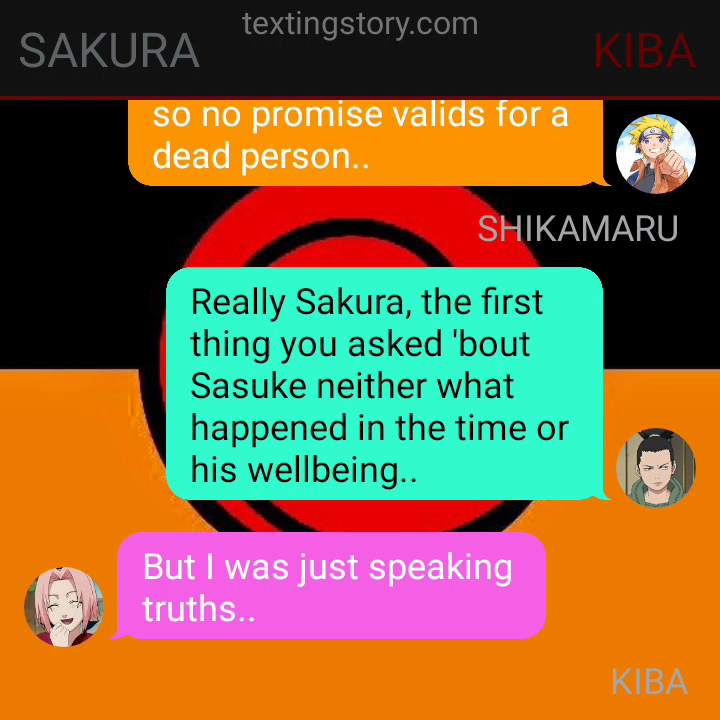 textingstory.com
SAKURA
KIBA
so no promise valids for a
dead person..
SHIKAMARU
Really Sakura, the first
thing you asked 'bout
Sasuke neither what
happened in the time or
his wellbeing..
But I was just speaking
truths..
KIBA